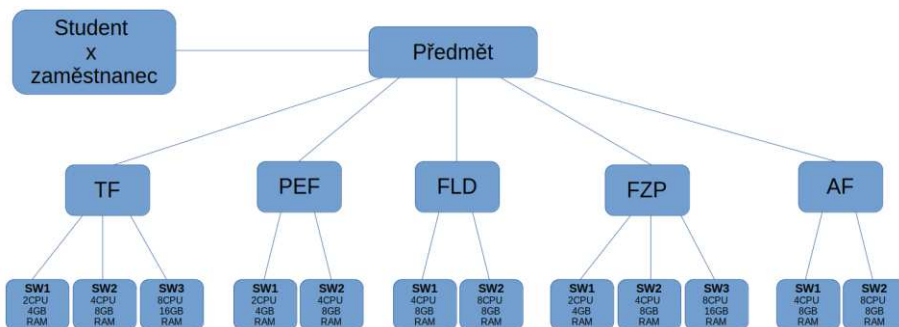 Student
x
zaměstnanec
Předmět
TF
PEF
FLD
FZP
AF
SW1
2CPU
4GB
RAM
SW2
4CPU
8GB
RAM
SW3
8CPU
16GB
RAM
SW1
2CPU
4GB
RAM
SW2
4CPU
8GB
RAM
SW1
4CPU
8GB
RAM
SW2
8CPU
8GB
RAM
SW1
2CPU
4GB
RAM
SW2
4CPU
8GB
RAM
SW3
8CPU
16GB
RAM
SW1
4CPU
8GB
RAM
SW2
8CPU
8GB
RAM